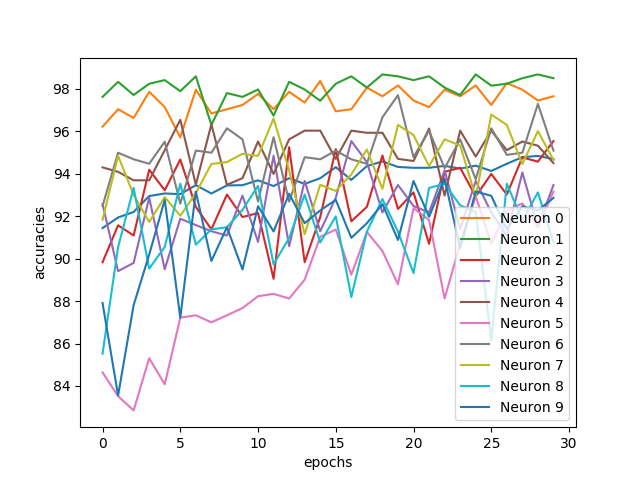 98
96
94
92
90
88
86
84
accuracies
0
5
10
15
20
25
30
epochs
Neuron 0
Neuron 1
Neuron 2
Neuron 3
Neuron 4
Neuron 5
Neuron 6
Neuron 7
Neuron 8
Neuron 9